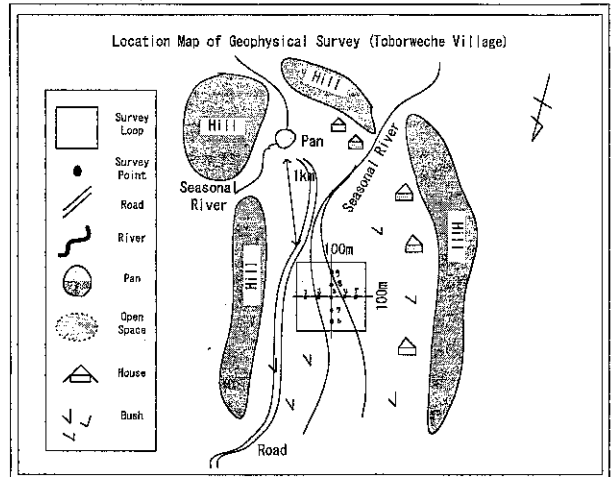 Location Map of Geophysical Survey (Toborweche Village)
Survey
Loop
Survey
Point
Road
River
Pan
Open
Space
House
Bush
Hill
Hill
Pan
Seasonal
River
1km
Seasonal River
Hill
Hill
100m
100m
Road